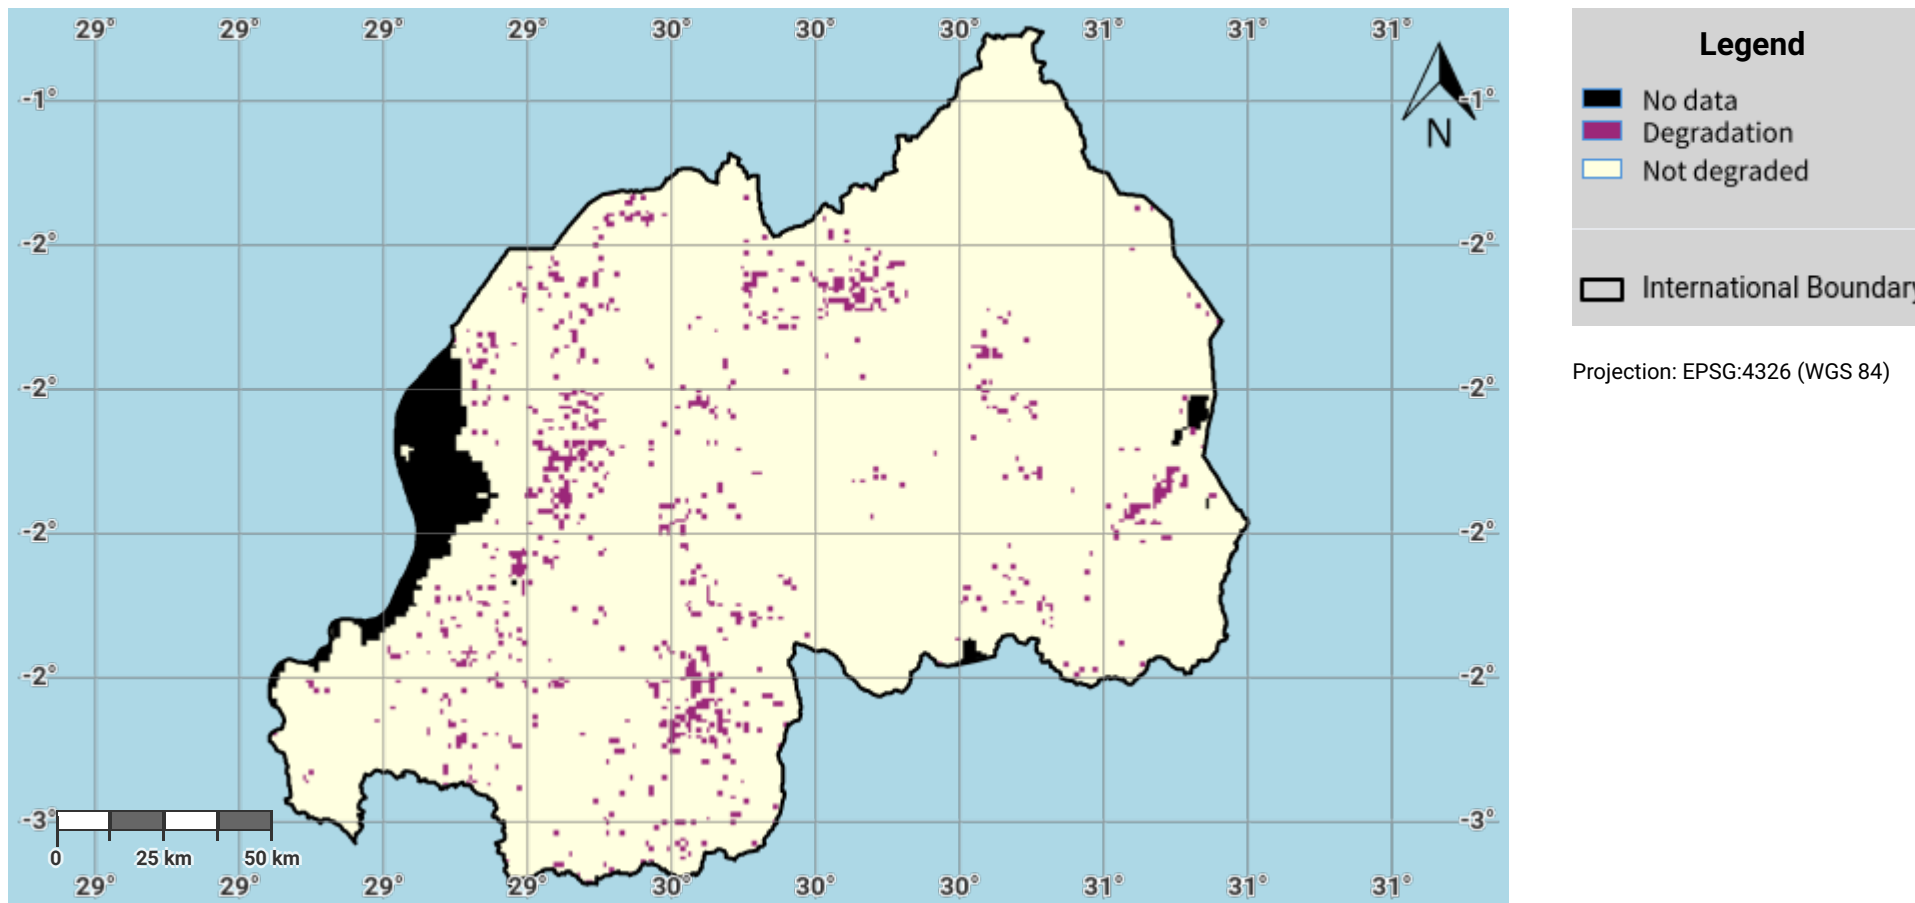 29° 29° 29° 29° 30° 30° 30° 31° 31° 31°
-1° -1°
N
-2° -2°
-2° -2°
-2° -2°
-2° -2°
-3° -3°
0 25 km 50 km
29° 29° 29° 29° 30° 30° 30° 31° 31° 31°
Legend
No data
Degradation
Not degraded
International Boundary
Projection: EPSG:4326 (WGS 84)